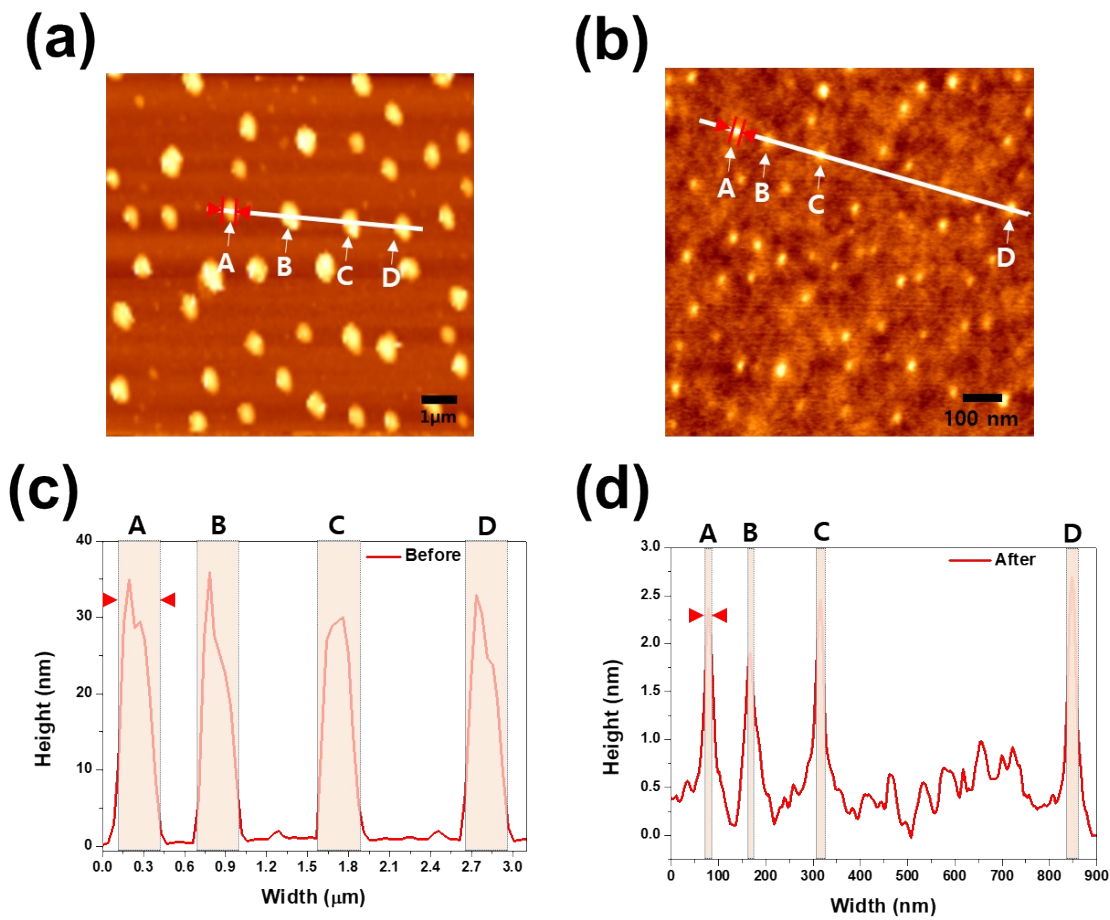 (a)
(b)
A
B
C
D
1μm
A
B
C
D
100 nm
(c)
(d)
A B C D
Before
40
30
20
10
0
Height (nm)
0.0 0.3 0.6 0.9 1.2 1.5 1.8 2.1 2.4 2.7 3.0
Width (μm)
A B C D
After
3.0
2.5
2.0
1.5
1.0
0.5
0.0
Height (nm)
0 100 200 300 400 500 600 700 800 900
Width (nm)